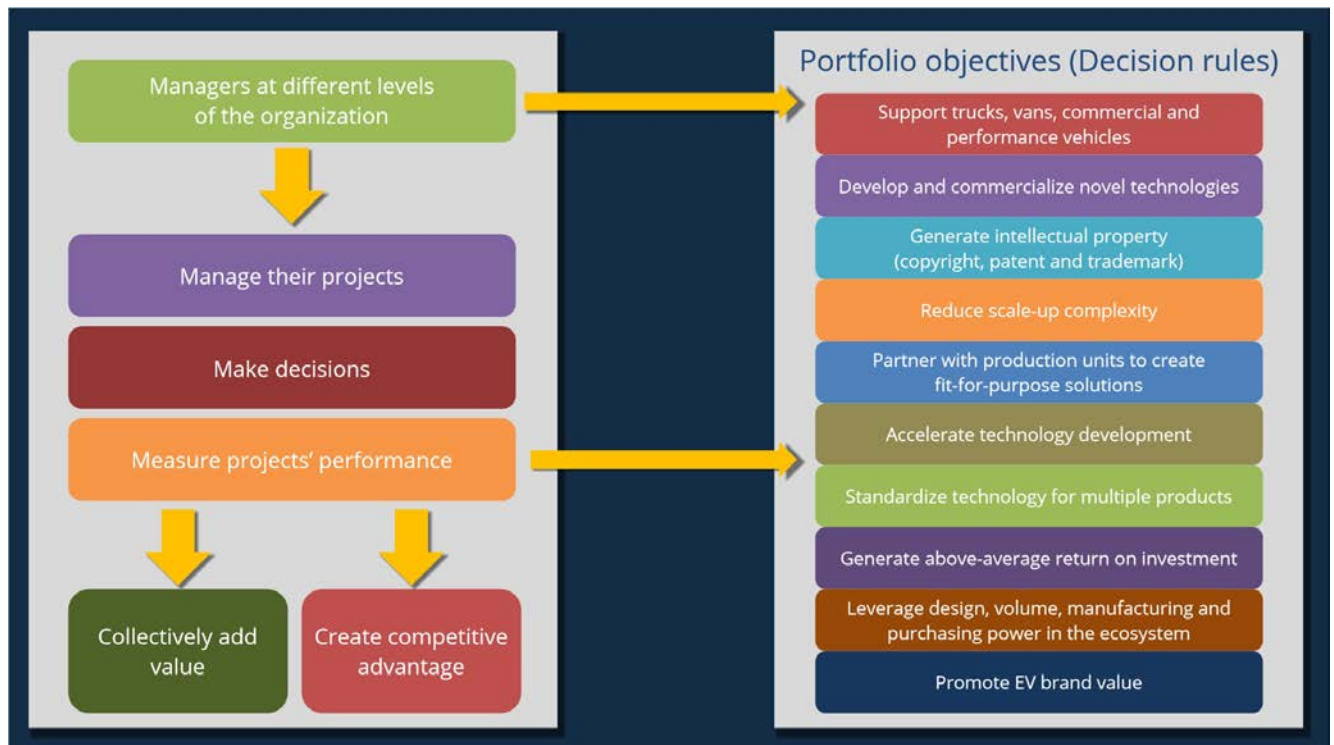 Managers at different levels
of the organization
Manage their projects
Make decisions
Measure projects' performance
Collectively add
value
Create competitive
advantage
Portfolio objectives (Decision rules)
Support trucks, vans, commercial and
performance vehicles
Develop and commercialize novel technologies
Generate intellectual property
(copyright, patent and trademark)
Reduce scale-up complexity
Partner with production units to create
fit-for-purpose solutions
Accelerate technology development
Standardize technology for multiple products
Generate above-average return on investment
Leverage design, volume, manufacturing and
purchasing power in the ecosystem
Promote EV brand value